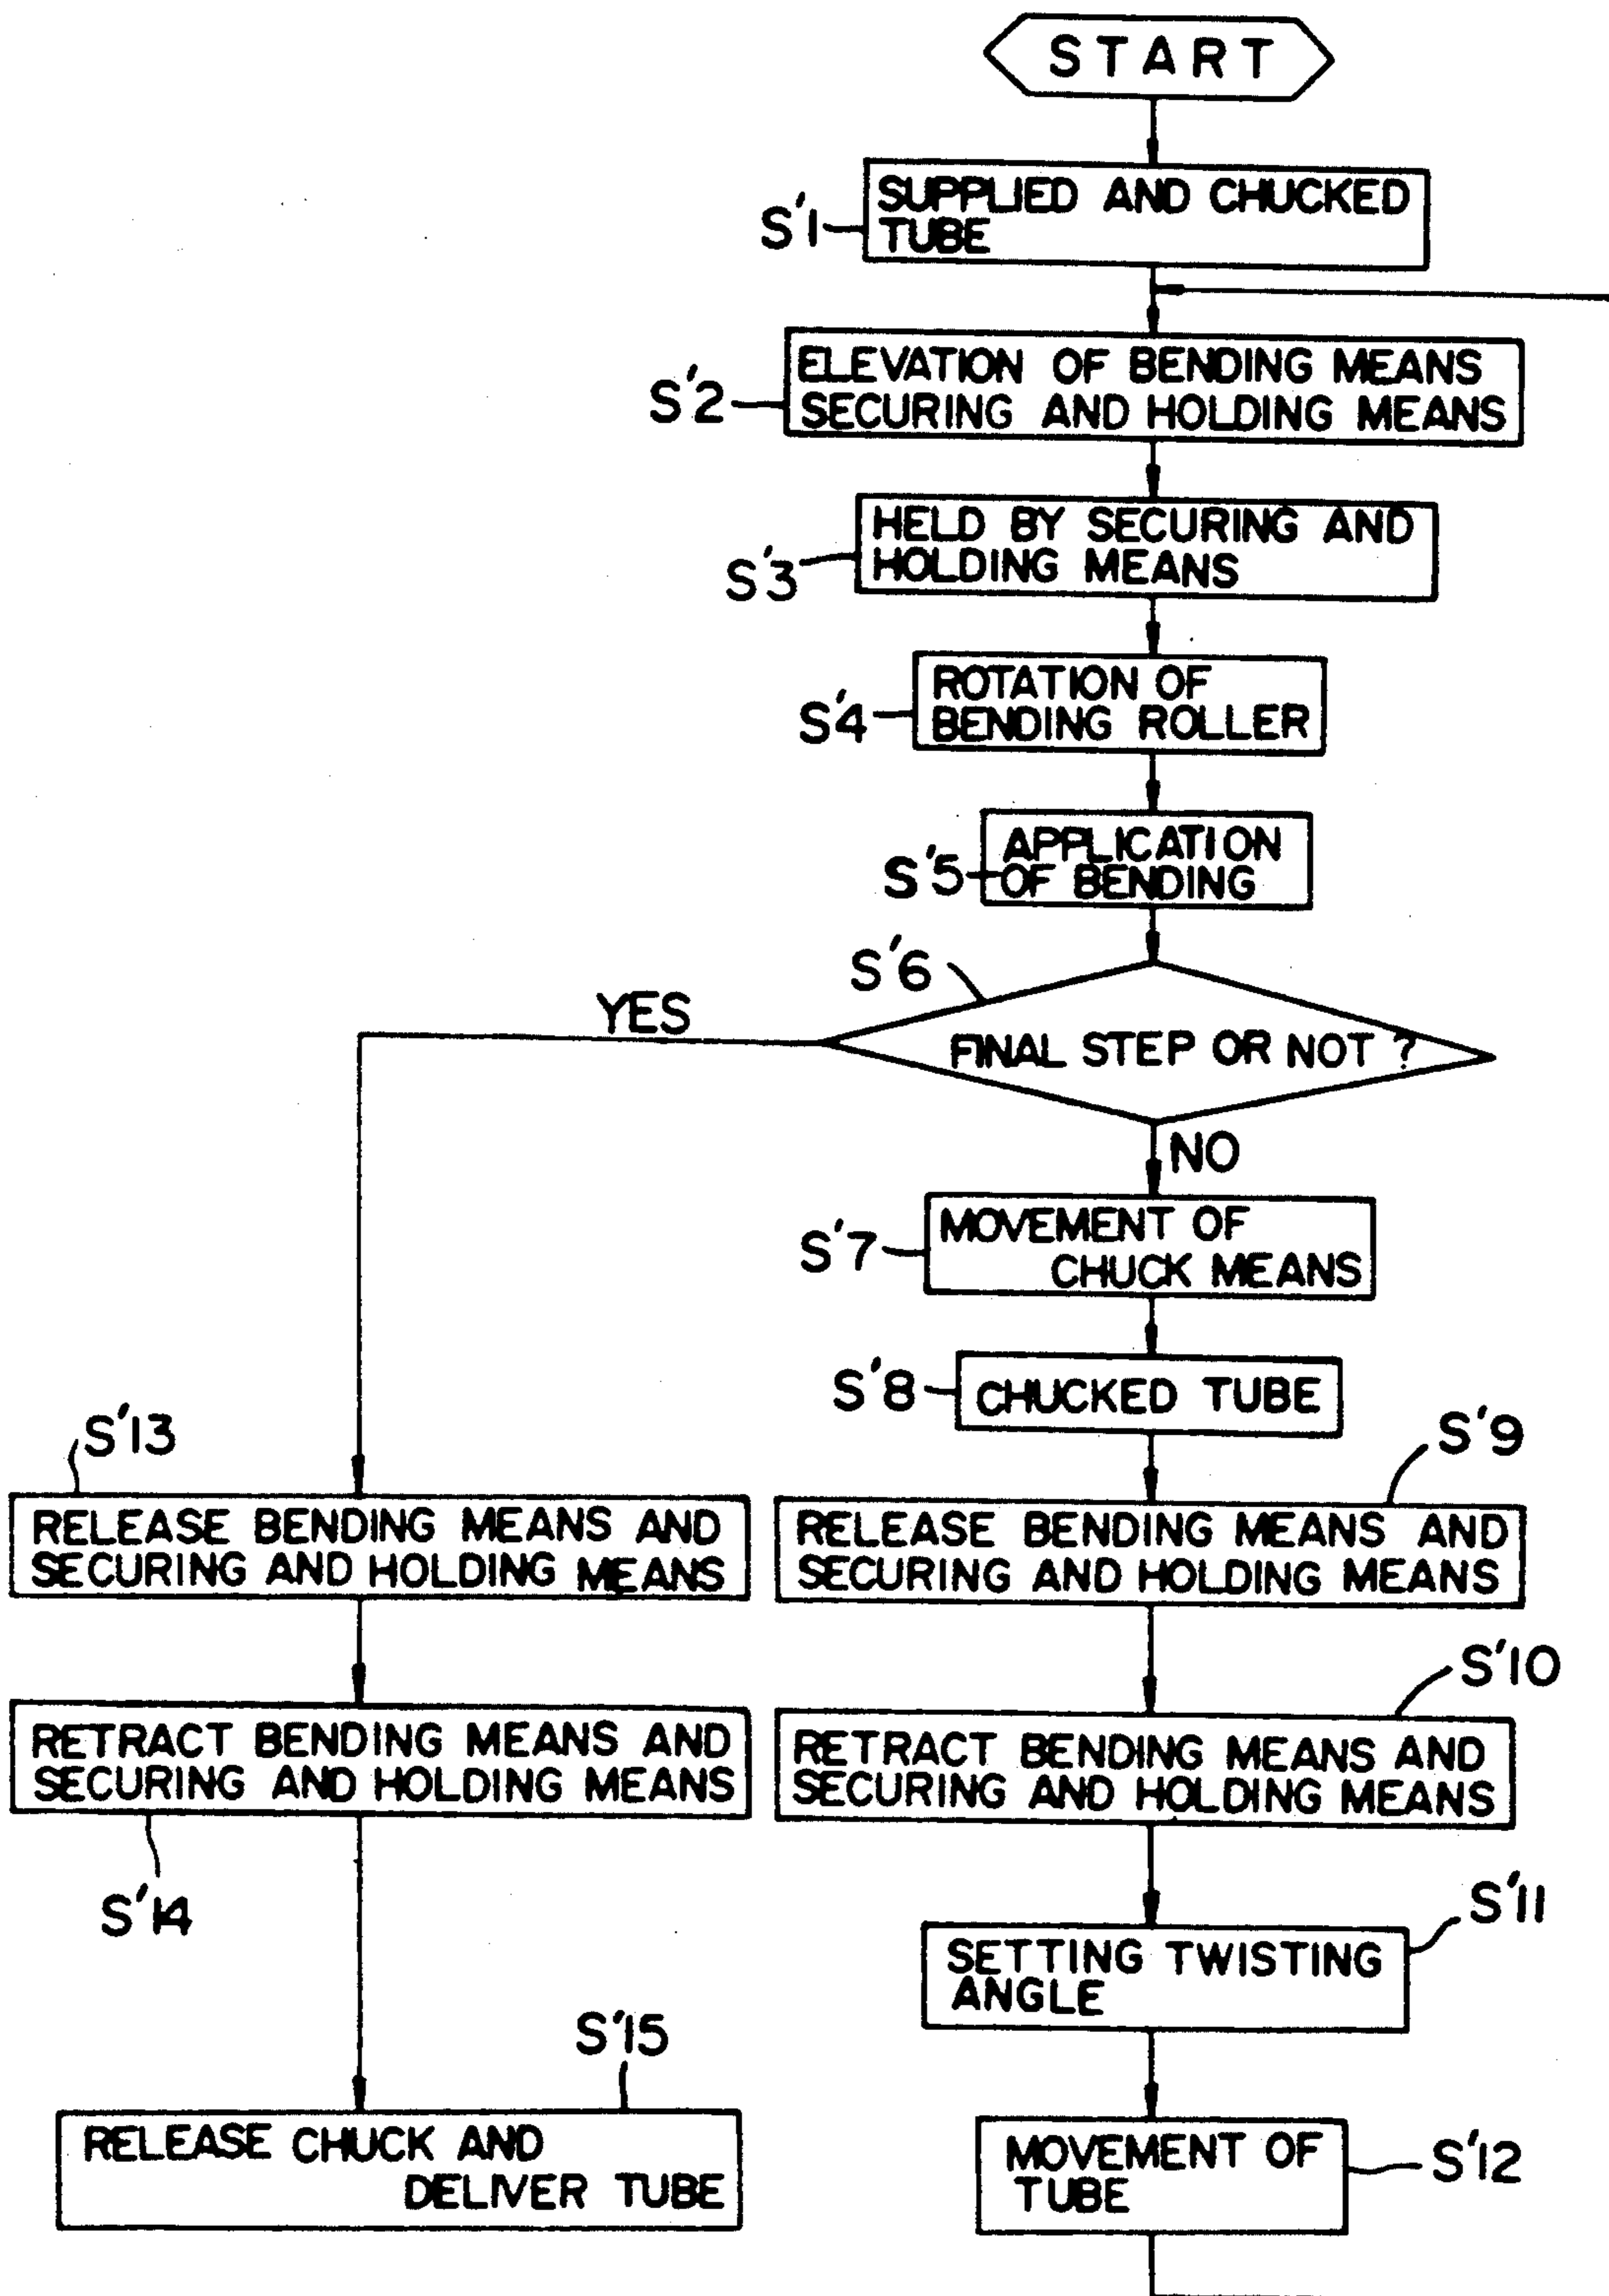 START
S'1
SUPPLIED AND CHUCKED
TUBE
S'2
ELEVATION OF BENDING MEANS
SECURING AND HOLDING MEANS
S'3
HELD BY SECURING AND
HOLDING MEANS
S'4
ROTATION OF
BENDING ROLLER
S'5
APPLICATION
OF BENDING
S'6
FINAL STEP OR NOT ?
YES
NO
S'7
MOVEMENT OF
CHUCK MEANS
S'8
CHUCKED TUBE
S'13
RELEASE BENDING MEANS AND
SECURING AND HOLDING MEANS
S'9
RELEASE BENDING MEANS AND
SECURING AND HOLDING MEANS
RETRACT BENDING MEANS AND
SECURING AND HOLDING MEANS
S'14
S'10
RETRACT BENDING MEANS AND
SECURING AND HOLDING MEANS
S'11
SETTING TWISTING
ANGLE
S'15
RELEASE CHUCK AND
DELIVER TUBE
MOVEMENT OF
TUBE
S'12